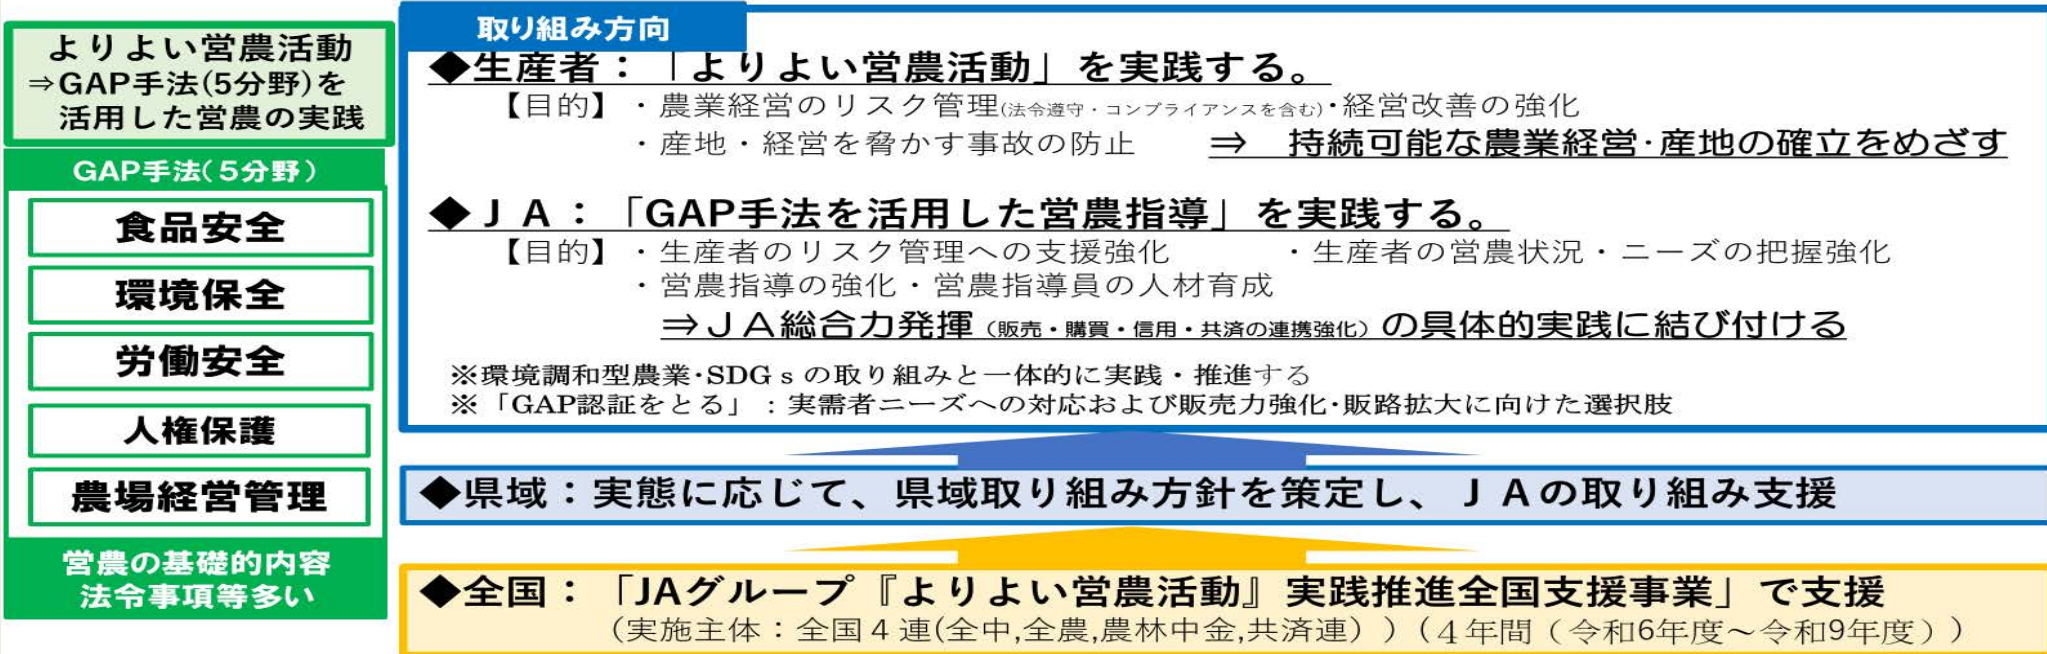 よりよい営農活動
⇒GAP手法(5分野)を
活用した営農の実践
GAP手法(5分野)
食品安全
環境保全
労働安全
人権保護
農場経営管理
営農の基礎的内容
法令事項等多い
取り組み方向
◆生産者：「よりよい営農活動」を実践する。
【目的】・農業経営のリスク管理(法令遵守・コンプライアンスを含む)・経営改善の強化
・産地・経営を脅かす事故の防止　⇒　持続可能な農業経営・産地の確立をめざす
◆ＪＡ：「GAP手法を活用した営農指導」を実践する。
【目的】・生産者のリスク管理への支援強化　・生産者の営農状況・ニーズの把握強化
・営農指導の強化・営農指導員の人材育成
⇒ＪＡ総合力発揮（販売・購買・信用・共済の連携強化）の具体的実践に結び付ける
※環境調和型農業・SDGｓの取り組みと一体的に実践・推進する
※「GAP認証をとる」：実需者ニーズへの対応および販売力強化・販路拡大に向けた選択肢
◆県域：実態に応じて、県域取り組み方針を策定し、ＪＡの取り組み支援
◆全国：「JAグループ『よりよい営農活動』実践推進全国支援事業」で支援
（実施主体：全国４連(全中,全農,農林中金,共済連)）（４年間（令和6年度～令和9年度））